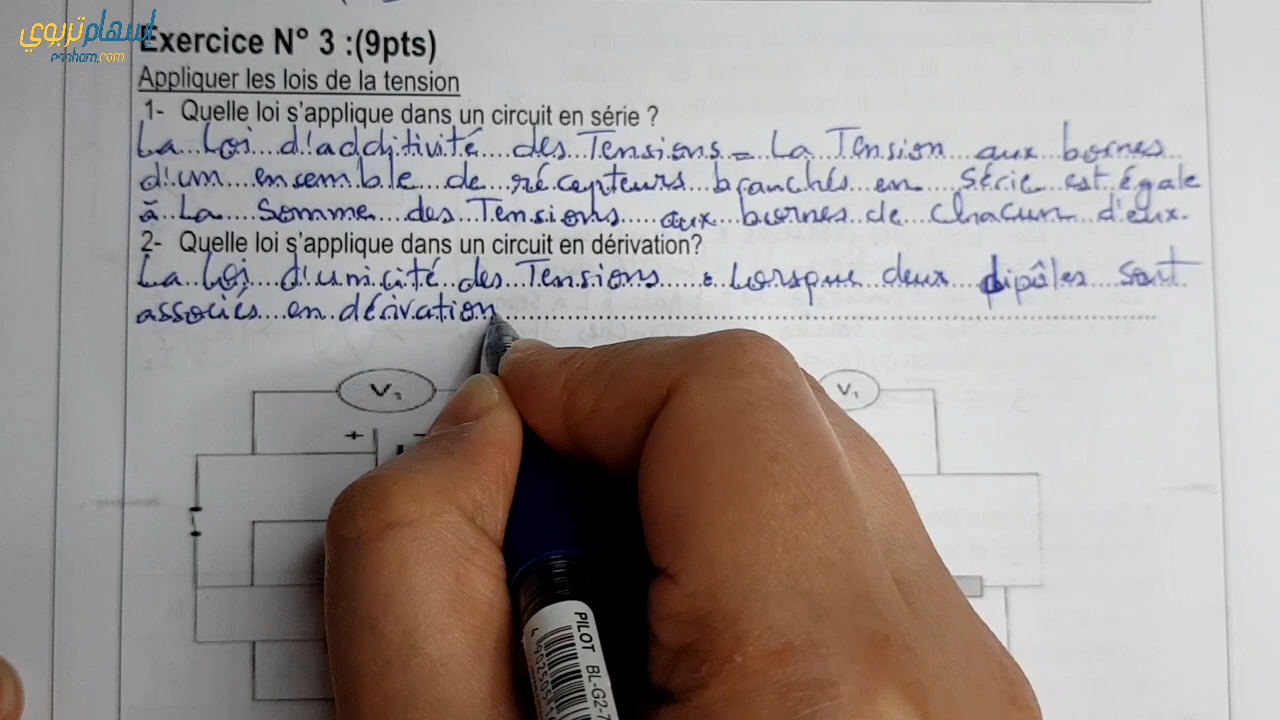 إسهام تربوي
essham.com
Exercice N° 3 :(9pts)
Appliquer les lois de la tension
1- Quelle loi s'applique dans un circuit en série ?
La Loi d'additivité des Tensions = La Tension aux bornes
d'un ensemble de récepteurs branchés en série est égale
à La Somme des Tensions aux bornes de chacun d'eux.
2- Quelle loi s'applique dans un circuit en dérivation?
La Loi d'unicité des Tensions : Lorsque deux dipôles sont
associés en dérivation
V V₁
+ -
PILOT BL-G2-7